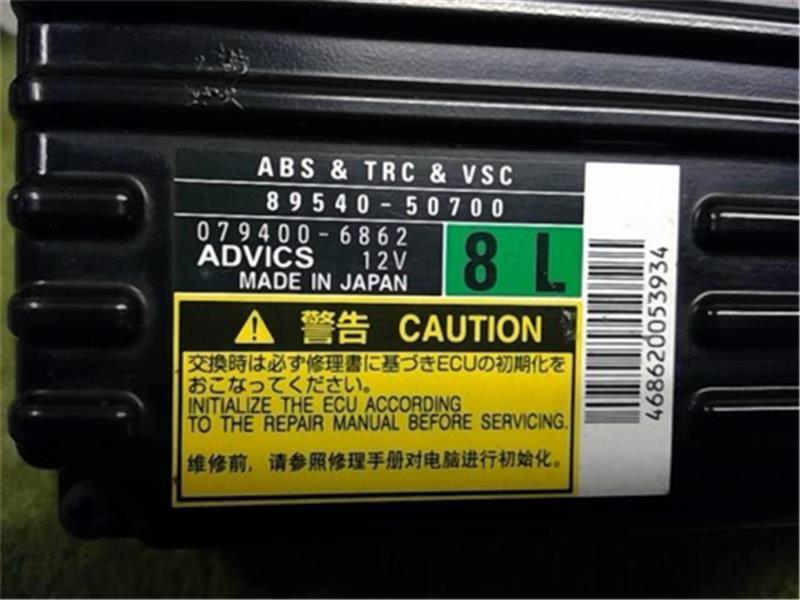 ABS & TRC & VSC
89540-50700
079400-6862
ADVICS 12V
MADE IN JAPAN
8 L
468620053934
警告 CAUTION
交換時は必ず修理書に基づきECUの初期化を
おこなってください。
INITIALIZE THE ECU ACCORDING
TO THE REPAIR MANUAL BEFORE SERVICING.
维修前，请参照修理手册对电脑进行初始化。